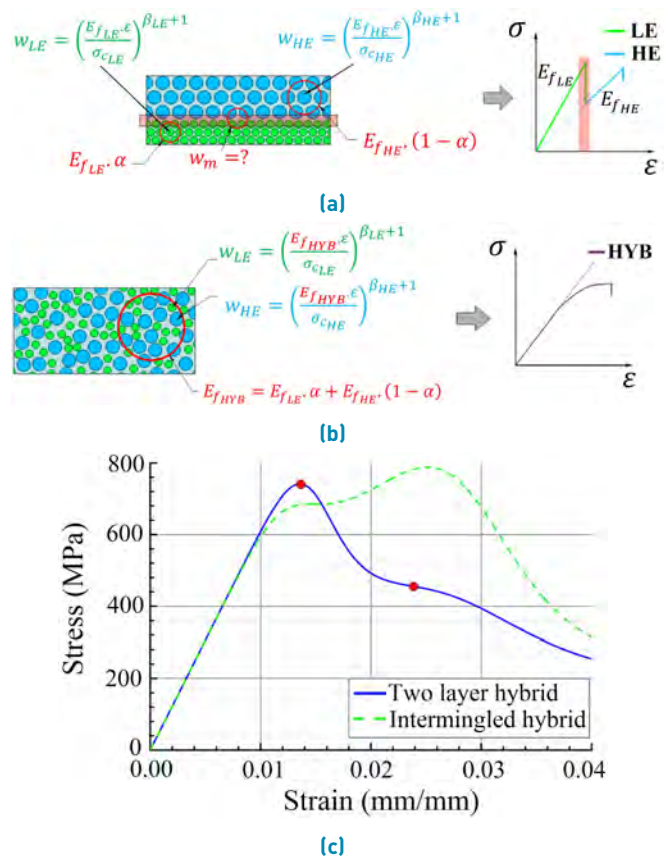 w_LE = (E_fLE.ε / σ_cLE)^(β_LE+1)
w_HE = (E_fHE.ε / σ_cHE)^(β_HE+1)
E_fLE. α
w_m =?
E_fHE. (1 − α)
σ
LE
HE
E_fLE
E_fHE
ε
(a)
w_LE = (E_fHYB.ε / σ_cLE)^(β_LE+1)
w_HE = (E_fHYB.ε / σ_cHE)^(β_HE+1)
E_fHYB = E_fLE. α + E_fHE. (1 − α)
σ
HYB
ε
(b)
800
600
400
200
0
Stress (MPa)
Two layer hybrid
Intermingled hybrid
0.00 0.01 0.02 0.03 0.04
Strain (mm/mm)
(c)